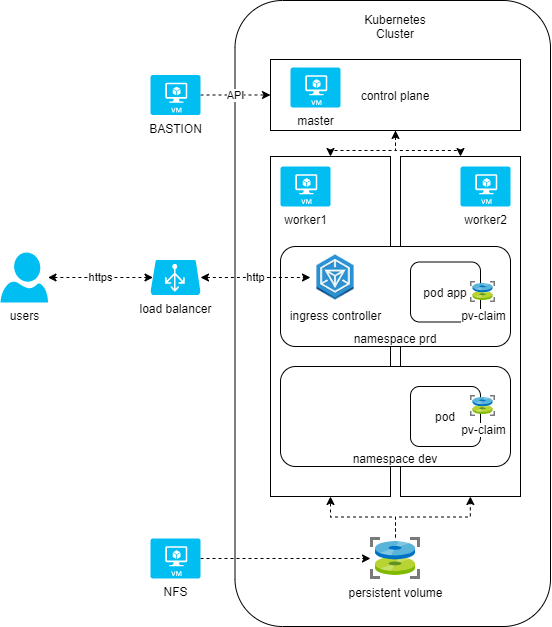 Kubernetes
Cluster
VM
control plane
master
VM
API
BASTION
VM
worker1
VM
worker2
users
https
load balancer
http
ingress controller
pod app
pv-claim
namespace prd
pod
pv-claim
namespace dev
VM
NFS
persistent volume